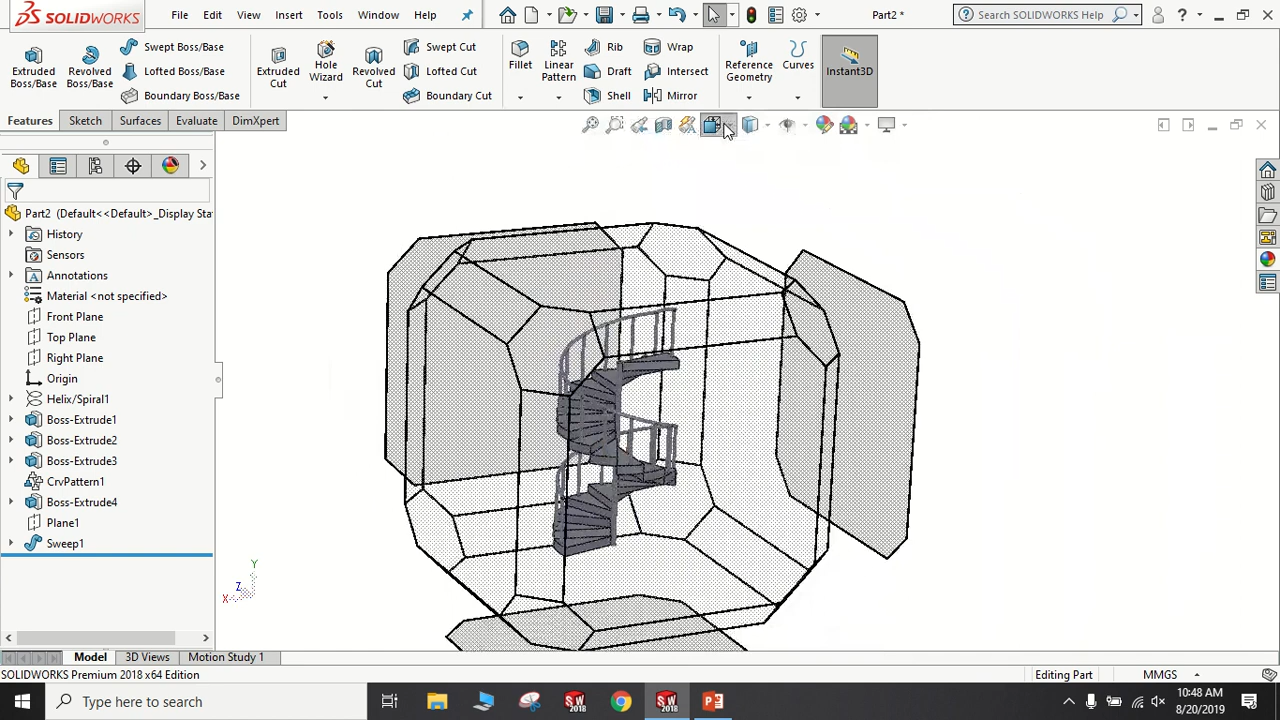 SOLIDWORKS File Edit View Insert Tools Window Help Part2 * Search SOLIDWORKS Help ?
Extruded Boss/Base
Revolved Boss/Base
Swept Boss/Base
Lofted Boss/Base
Boundary Boss/Base
Extruded Cut
Hole Wizard
Revolved Cut
Swept Cut
Lofted Cut
Boundary Cut
Fillet
Linear Pattern
Rib
Draft
Shell
Wrap
Intersect
Mirror
Reference Geometry
Curves
Instant3D
Features Sketch Surfaces Evaluate DimXpert
Part2 (Default<<Default>_Display Sta
History
Sensors
Annotations
Material <not specified>
Front Plane
Top Plane
Right Plane
Origin
Helix/Spiral1
Boss-Extrude1
Boss-Extrude2
Boss-Extrude3
CrvPattern1
Boss-Extrude4
Plane1
Sweep1
Y
Z
X
Model 3D Views Motion Study 1
SOLIDWORKS Premium 2018 x64 Edition Editing Part MMGS
Type here to search
SW 2018
SW 2018
10:48 AM
8/20/2019